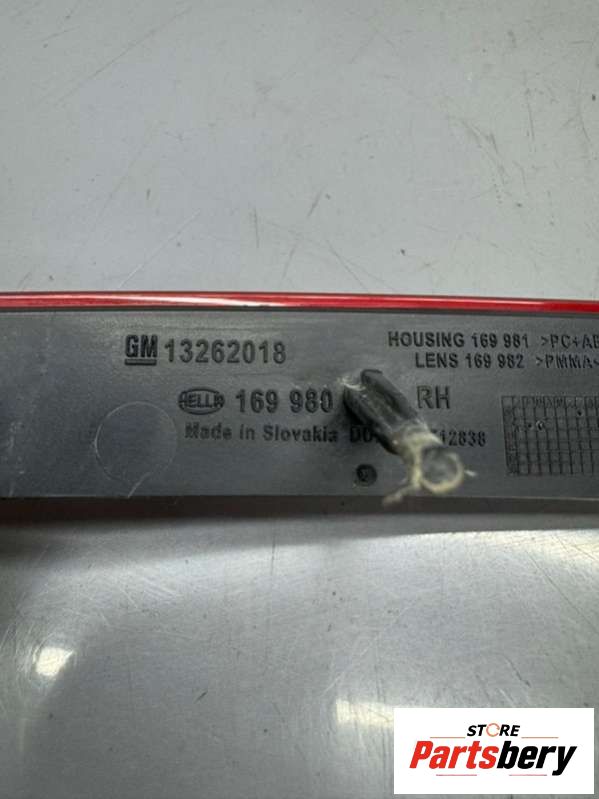 GM 13262018
HOUSING 169 981 >PC+AB
LENS 169 982 >PMMA<
HELLA 169 980 RH
Made in Slovakia 12838
STORE
Partsbery